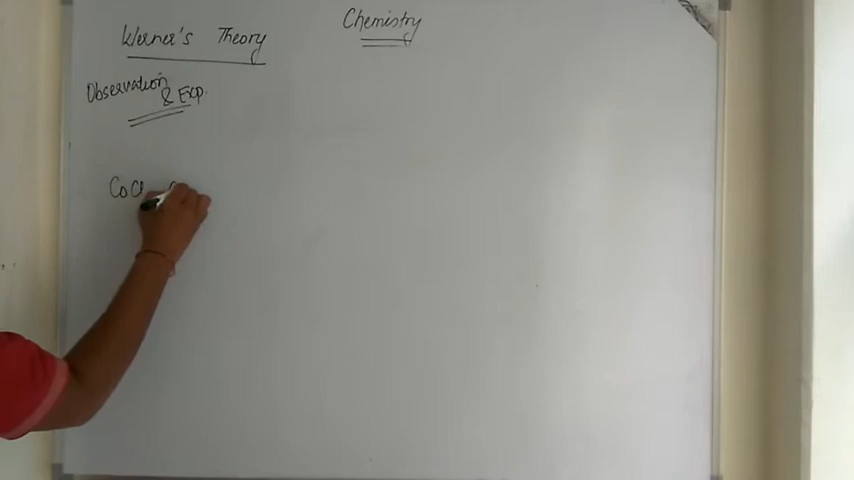 Chemistry
Werner's Theory
Observation
& Exp.
CoCl